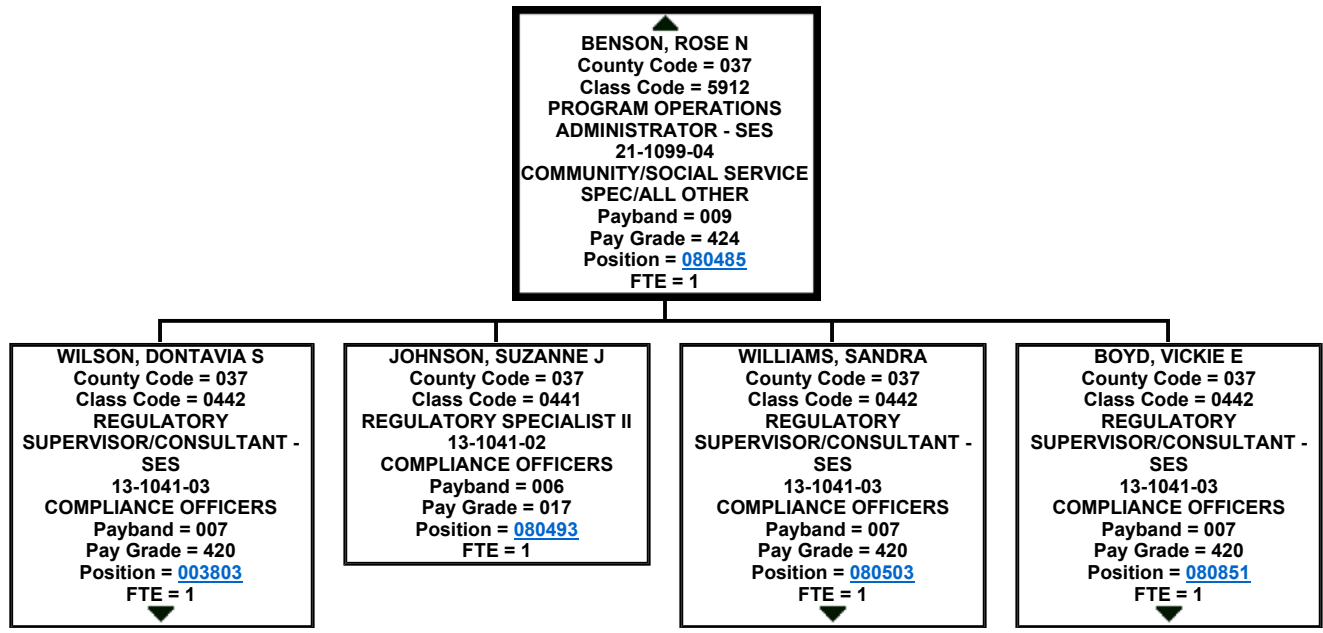 BENSON, ROSE N
County Code = 037
Class Code = 5912
PROGRAM OPERATIONS
ADMINISTRATOR - SES
21-1099-04
COMMUNITY/SOCIAL SERVICE
SPEC/ALL OTHER
Payband = 009
Pay Grade = 424
Position = 080485
FTE = 1
WILSON, DONTAVIA S
County Code = 037
Class Code = 0442
REGULATORY
SUPERVISOR/CONSULTANT -
SES
13-1041-03
COMPLIANCE OFFICERS
Payband = 007
Pay Grade = 420
Position = 003803
FTE = 1
JOHNSON, SUZANNE J
County Code = 037
Class Code = 0441
REGULATORY SPECIALIST II
13-1041-02
COMPLIANCE OFFICERS
Payband = 006
Pay Grade = 017
Position = 080493
FTE = 1
WILLIAMS, SANDRA
County Code = 037
Class Code = 0442
REGULATORY
SUPERVISOR/CONSULTANT -
SES
13-1041-03
COMPLIANCE OFFICERS
Payband = 007
Pay Grade = 420
Position = 080503
FTE = 1
BOYD, VICKIE E
County Code = 037
Class Code = 0442
REGULATORY
SUPERVISOR/CONSULTANT -
SES
13-1041-03
COMPLIANCE OFFICERS
Payband = 007
Pay Grade = 420
Position = 080851
FTE = 1